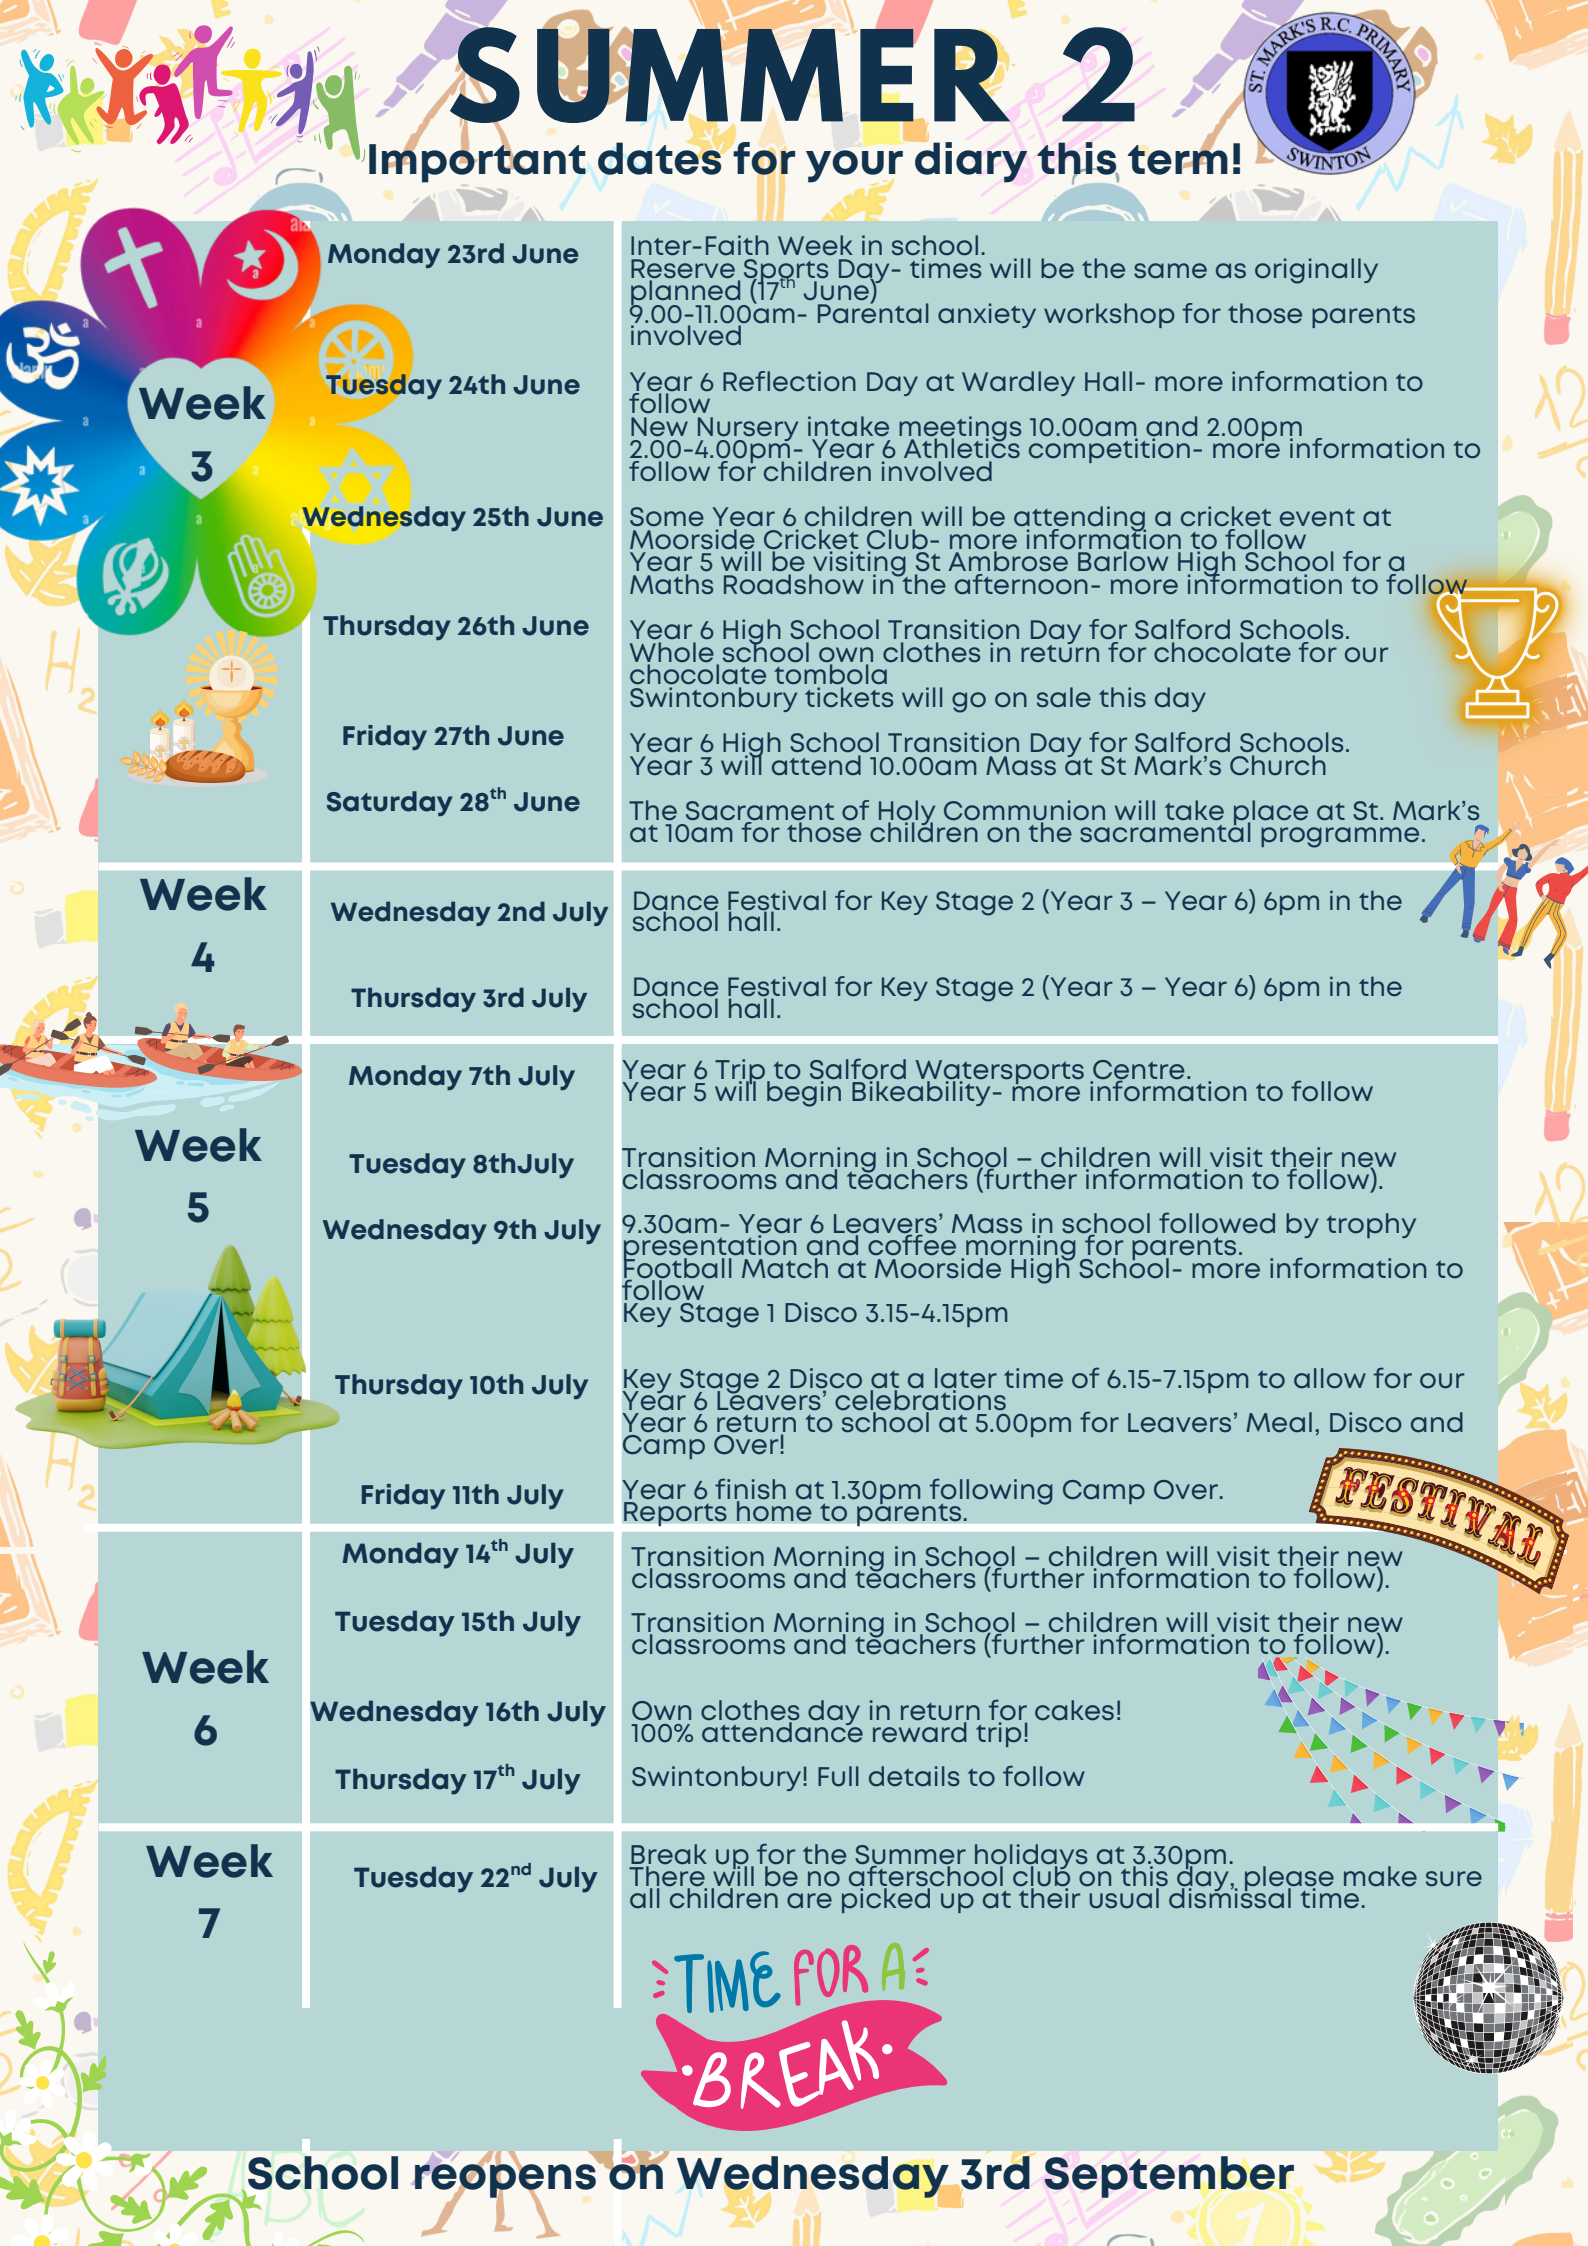 SUMMER 2
Important dates for your diary this term!
ST. MARK'S R.C. PRIMARY
SWINTON
Week
3
Monday 23rd June
Inter-Faith Week in school.
Reserve Sports Day- times will be the same as originally
planned (17th June)
9.00-11.00am- Parental anxiety workshop for those parents
involved
Tuesday 24th June
Year 6 Reflection Day at Wardley Hall- more information to
follow
New Nursery intake meetings 10.00am and 2.00pm
2.00-4.00pm- Year 6 Athletics competition- more information to
follow for children involved
Wednesday 25th June
Some Year 6 children will be attending a cricket event at
Moorside Cricket Club- more information to follow
Year 5 will be visiting St Ambrose Barlow High School for a
Maths Roadshow in the afternoon- more information to follow
Thursday 26th June
Year 6 High School Transition Day for Salford Schools.
Whole school own clothes in return for chocolate for our
chocolate tombola
Swintonbury tickets will go on sale this day
Friday 27th June
Year 6 High School Transition Day for Salford Schools.
Year 3 will attend 10.00am Mass at St Mark's Church
Saturday 28th June
The Sacrament of Holy Communion will take place at St. Mark's
at 10am for those children on the sacramental programme.
Week
4
Wednesday 2nd July
Dance Festival for Key Stage 2 (Year 3 – Year 6) 6pm in the
school hall.
Thursday 3rd July
Dance Festival for Key Stage 2 (Year 3 – Year 6) 6pm in the
school hall.
Week
5
Monday 7th July
Year 6 Trip to Salford Watersports Centre.
Year 5 will begin Bikeability- more information to follow
Tuesday 8thJuly
Transition Morning in School – children will visit their new
classrooms and teachers (further information to follow).
Wednesday 9th July
9.30am- Year 6 Leavers' Mass in school followed by trophy
presentation and coffee morning for parents.
Football Match at Moorside High School- more information to
follow
Key Stage 1 Disco 3.15-4.15pm
Thursday 10th July
Key Stage 2 Disco at a later time of 6.15-7.15pm to allow for our
Year 6 Leavers' celebrations
Year 6 return to school at 5.00pm for Leavers' Meal, Disco and
Camp Over!
Friday 11th July
Year 6 finish at 1.30pm following Camp Over.
Reports home to parents.
FESTIVAL
Week
6
Monday 14th July
Transition Morning in School – children will visit their new
classrooms and teachers (further information to follow).
Tuesday 15th July
Transition Morning in School – children will visit their new
classrooms and teachers (further information to follow).
Wednesday 16th July
Own clothes day in return for cakes!
100% attendance reward trip!
Thursday 17th July
Swintonbury! Full details to follow
Week
7
Tuesday 22nd July
Break up for the Summer holidays at 3.30pm.
There will be no afterschool club on this day, please make sure
all children are picked up at their usual dismissal time.
TIME FOR A
BREAK
School reopens on Wednesday 3rd September